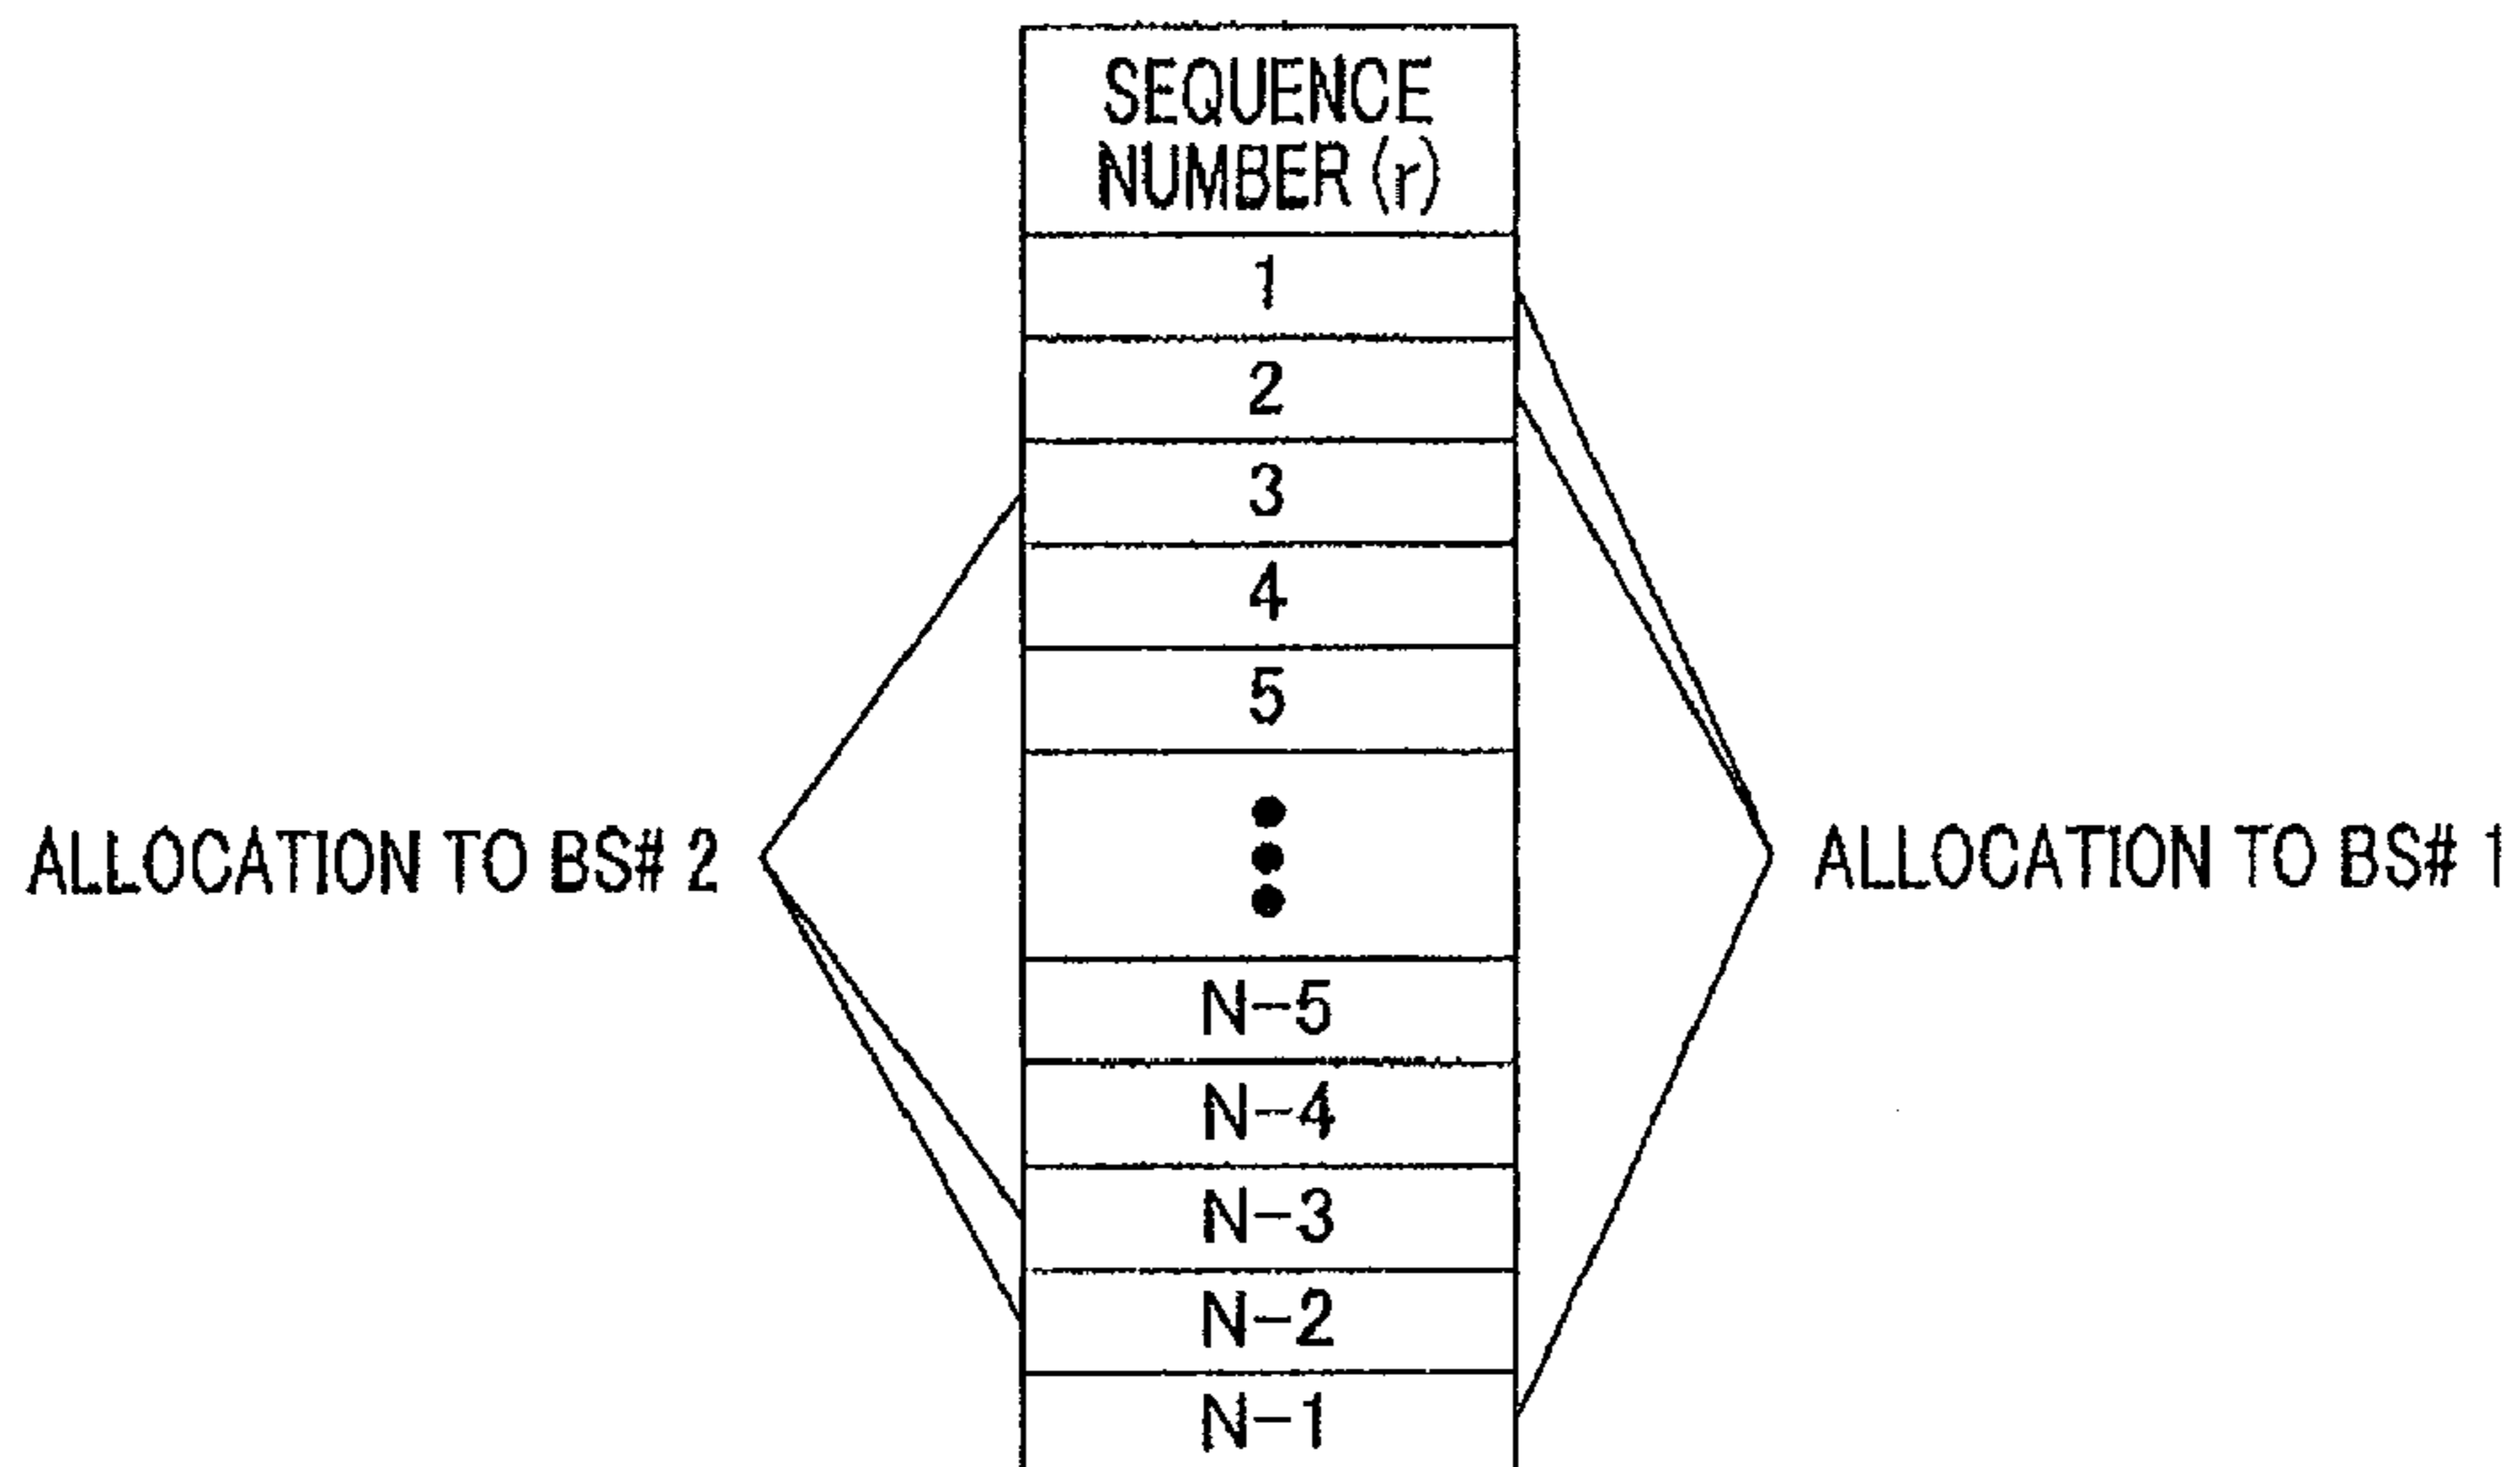 SEQUENCE
NUMBER (r)
1
2
3
4
5
ALLOCATION TO BS# 2
ALLOCATION TO BS# 1
N-5
N-4
N-3
N-2
N-1